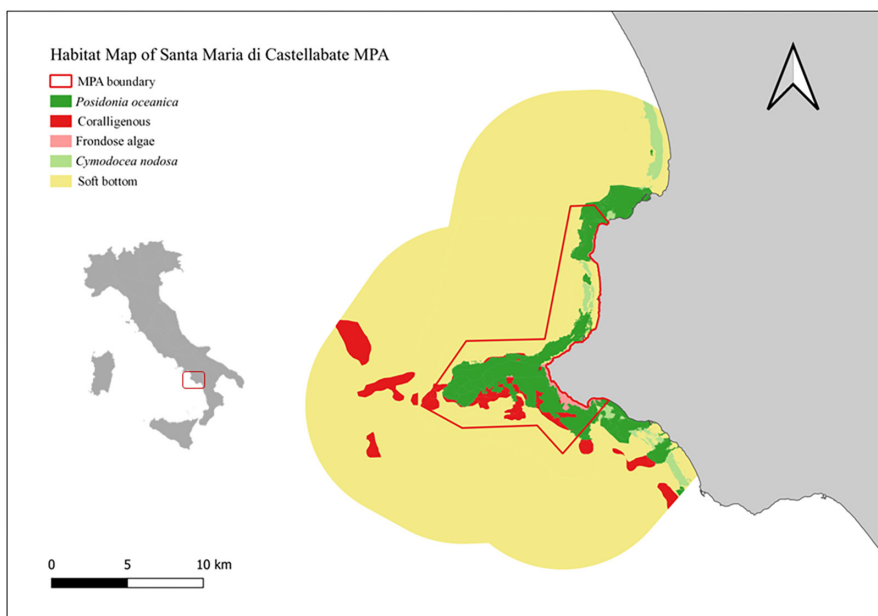 Habitat Map of Santa Maria di Castellabate MPA
MPA boundary
Posidonia oceanica
Coralligenous
Frondose algae
Cymodocea nodosa
Soft bottom
0 5 10 km